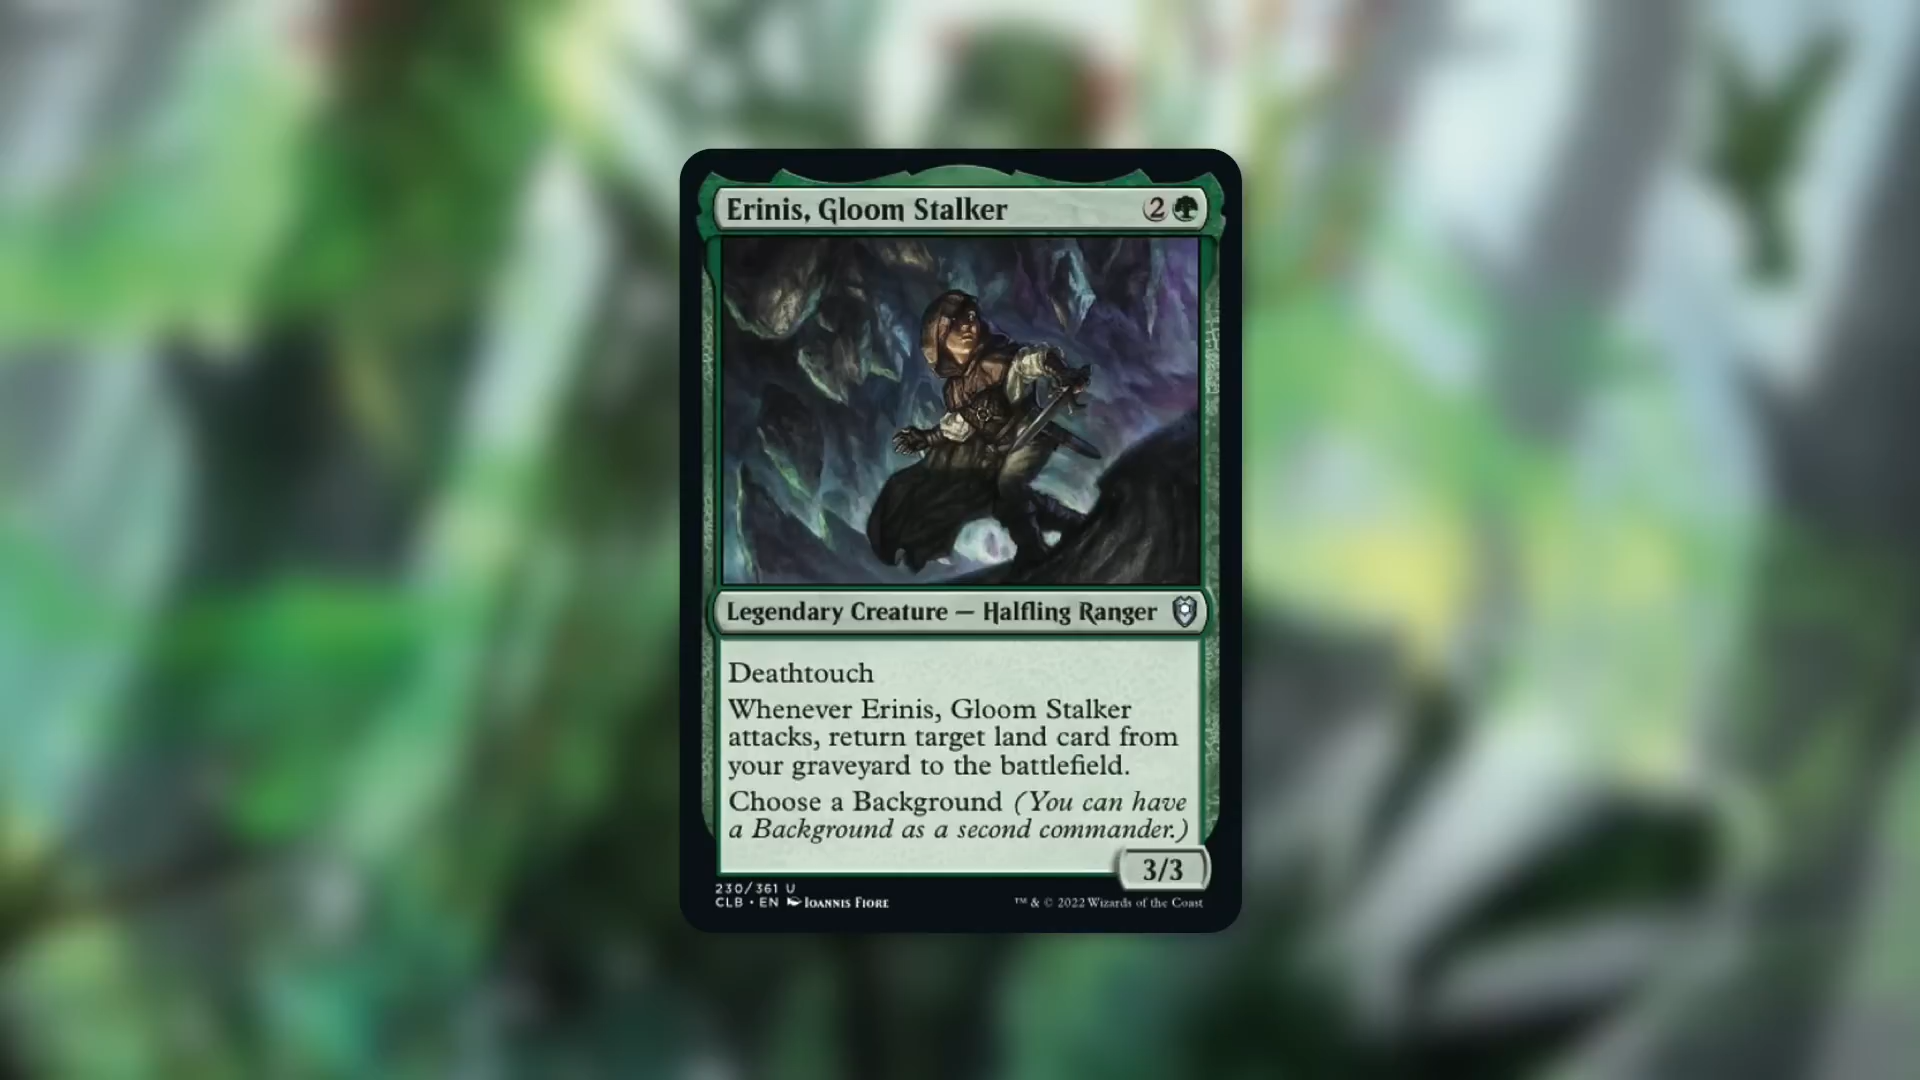 Erinis, Gloom Stalker 2
Legendary Creature — Halfling Ranger
Deathtouch
Whenever Erinis, Gloom Stalker
attacks, return target land card from
your graveyard to the battlefield.
Choose a Background (You can have
a Background as a second commander.)
3/3
230/361 U
CLB • EN Ioannis Fiore
™ & © 2022 Wizards of the Coast